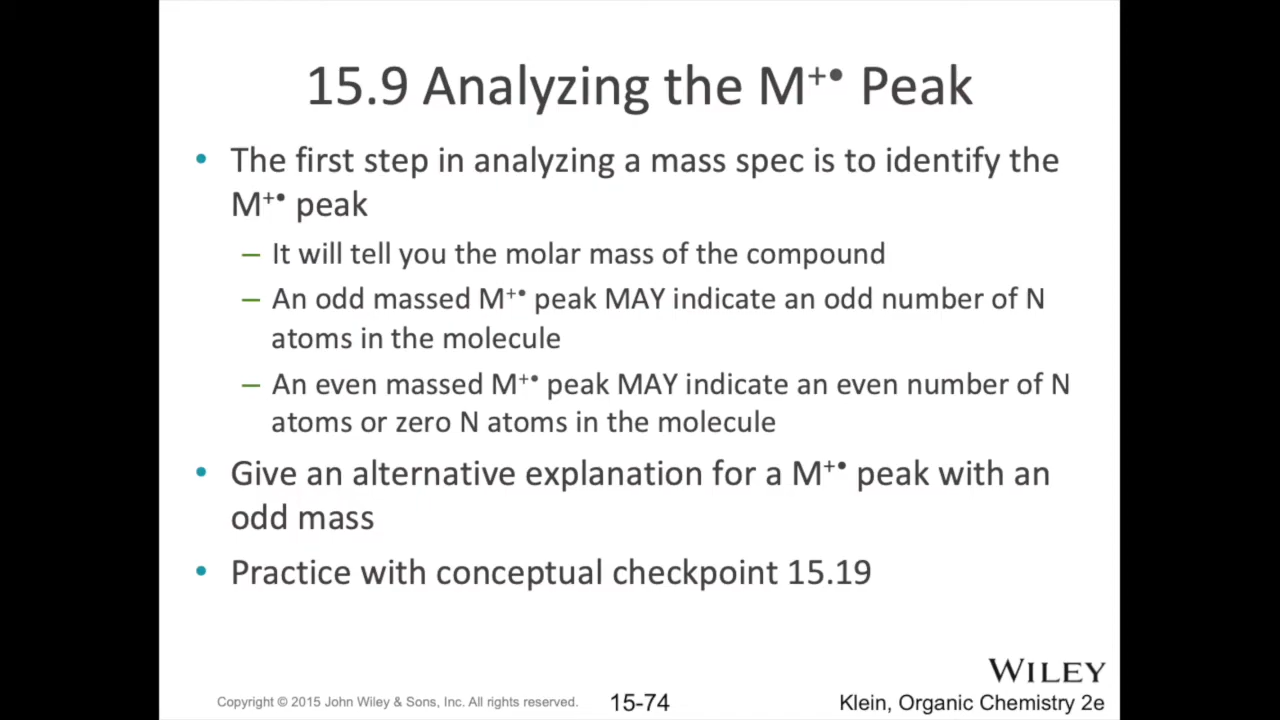 15.9 Analyzing the M⁺• Peak
• The first step in analyzing a mass spec is to identify the
M⁺• peak
– It will tell you the molar mass of the compound
– An odd massed M⁺• peak MAY indicate an odd number of N
atoms in the molecule
– An even massed M⁺• peak MAY indicate an even number of N
atoms or zero N atoms in the molecule
• Give an alternative explanation for a M⁺• peak with an
odd mass
• Practice with conceptual checkpoint 15.19
WILEY
Copyright © 2015 John Wiley & Sons, Inc. All rights reserved. 15-74 Klein, Organic Chemistry 2e